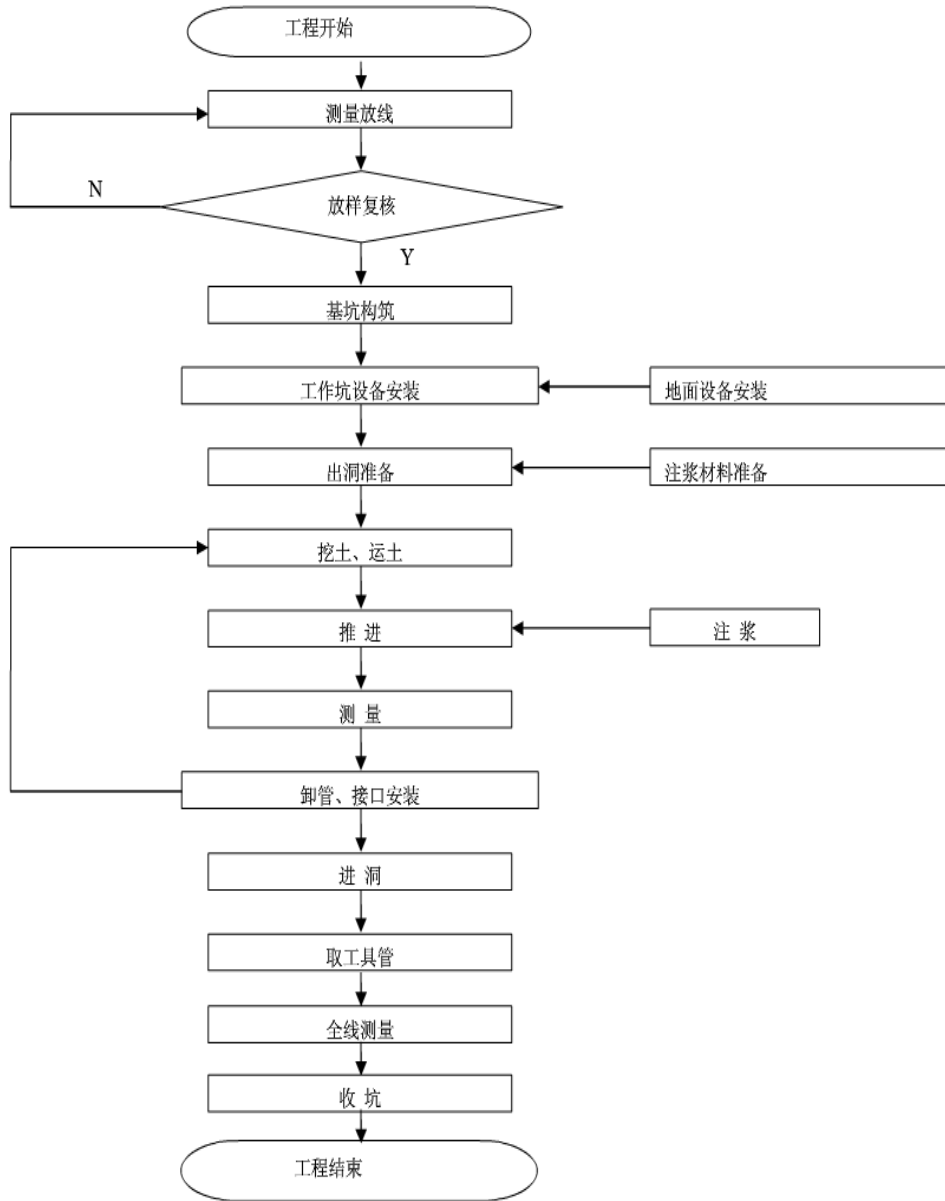 工程开始
测量放线
N
放样复核
Y
基坑构筑
工作坑设备安装
地面设备安装
出洞准备
注浆材料准备
挖土、运土
推 进
注 浆
测 量
卸管、接口安装
进 洞
取工具管
全线测量
收 坑
工程结束